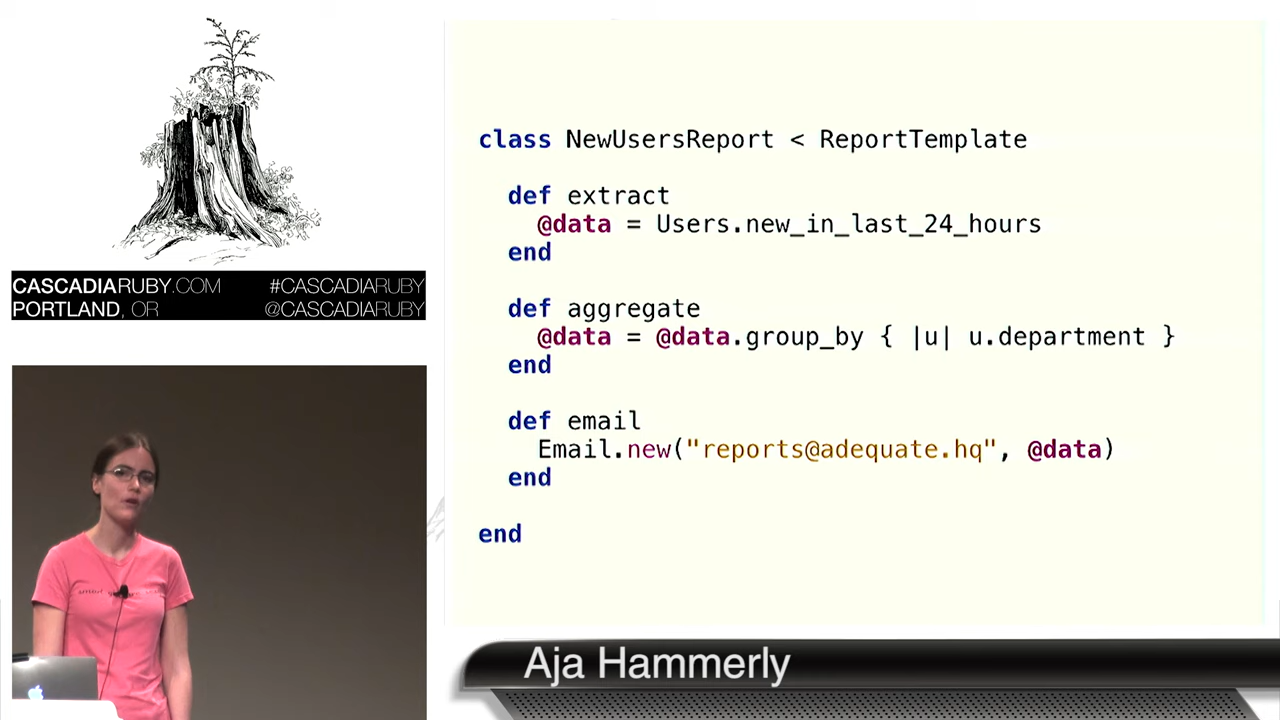 CASCADIARUBY.COM #CASCADIARUBY
PORTLAND, OR @CASCADIARUBY
class NewUsersReport < ReportTemplate
def extract
@data = Users.new_in_last_24_hours
end
def aggregate
@data = @data.group_by { |u| u.department }
end
def email
Email.new("reports@adequate.hq", @data)
end
end
Aja Hammerly